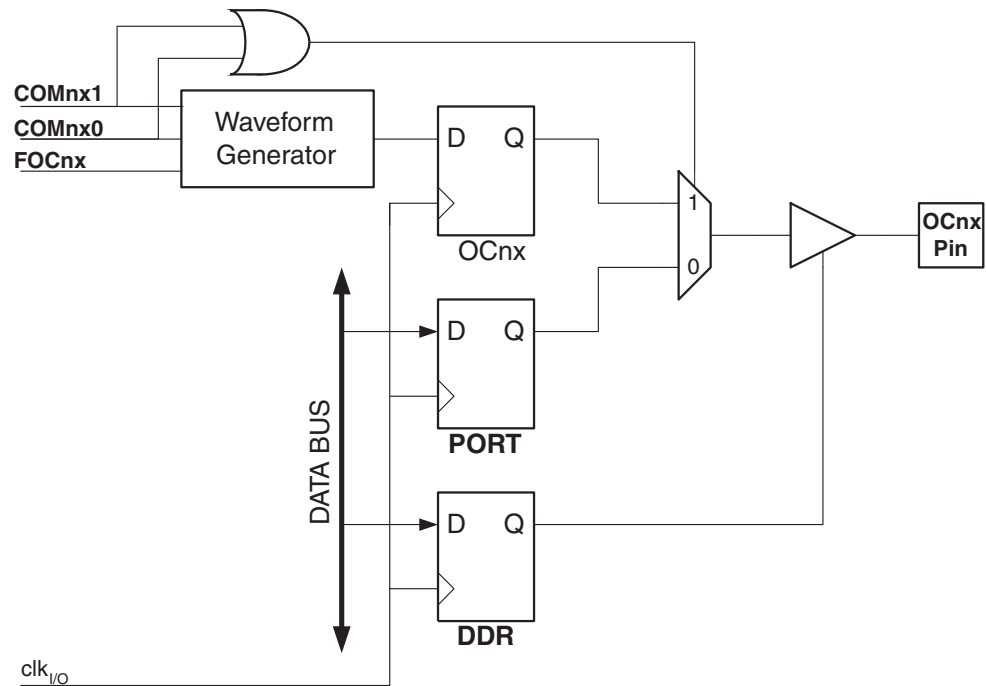 COMnx1
COMnx0
FOCnx
Waveform
Generator
D Q
OCnx
1
0
OCnx
Pin
D Q
PORT
DATA BUS
D Q
DDR
clkI/O